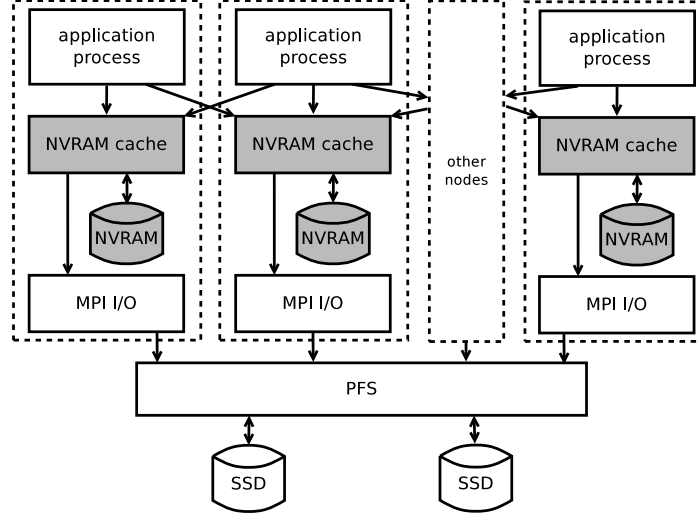 application
process
application
process
application
process
NVRAM cache
NVRAM cache
NVRAM cache
other
nodes
NVRAM
NVRAM
NVRAM
MPI I/O
MPI I/O
MPI I/O
PFS
SSD
SSD